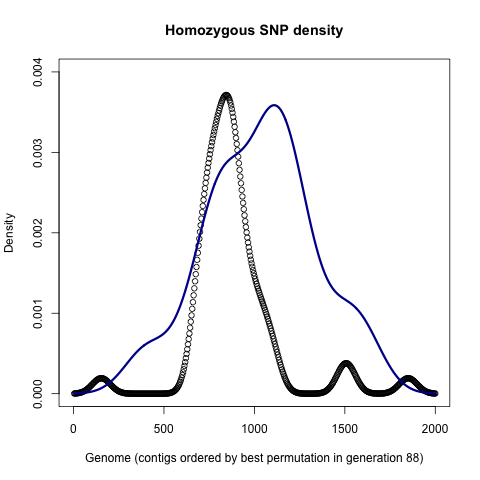 Homozygous SNP density
0.004
0.003
0.002
0.001
0.000
Density
0 500 1000 1500 2000
Genome (contigs ordered by best permutation in generation 88)